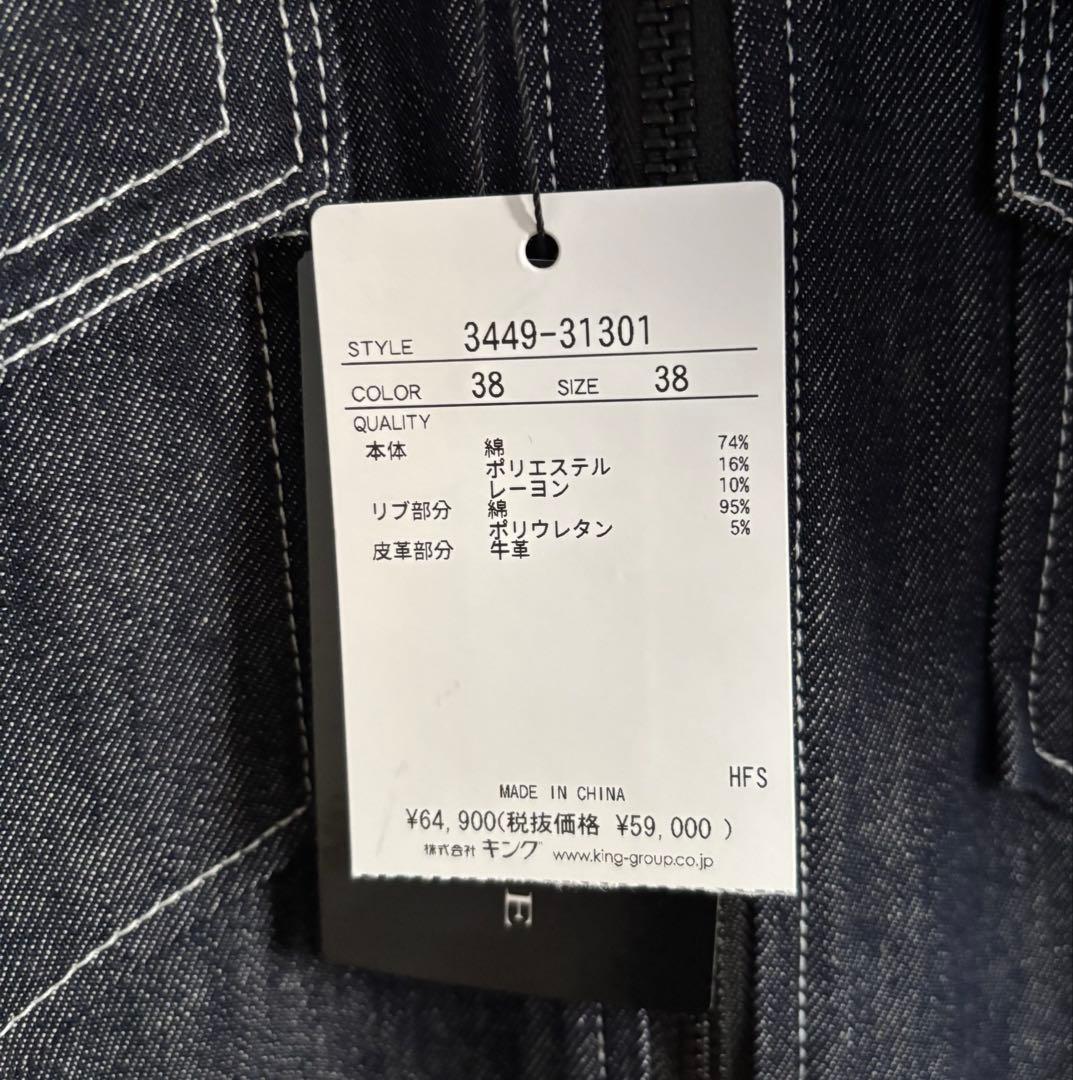 STYLE 3449-31301
COLOR 38 SIZE 38
QUALITY
本体 綿 74%
ポリエステル 16%
レーヨン 10%
リブ部分 綿 95%
ポリウレタン 5%
皮革部分 牛革
HFS
MADE IN CHINA
¥64,900(税抜価格 ¥59,000 )
株式会社 キング www.king-group.co.jp
E